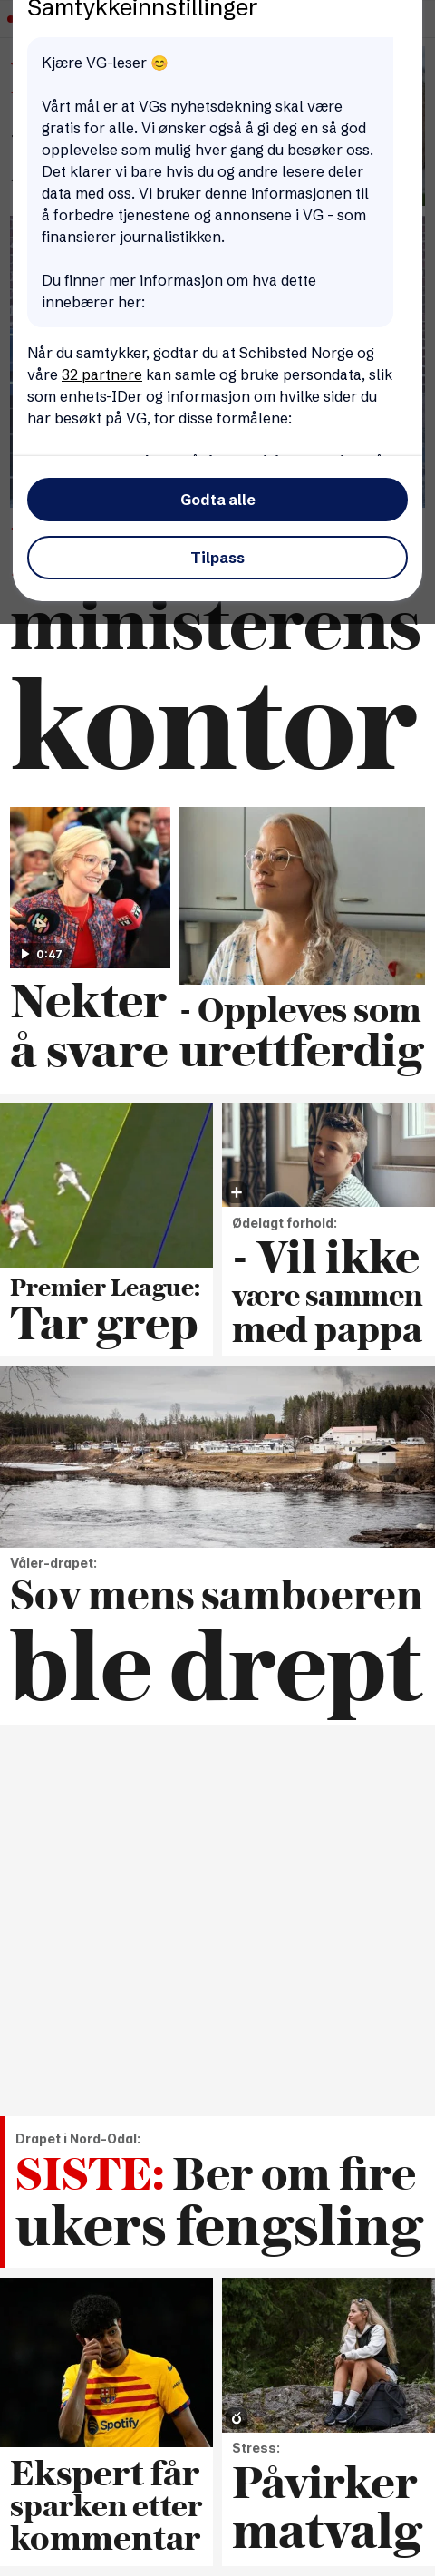 Samtykkeinnstillinger
Kjære VG-leser 😊
Vårt mål er at VGs nyhetsdekning skal være
gratis for alle. Vi ønsker også å gi deg en så god
opplevelse som mulig hver gang du besøker oss.
Det klarer vi bare hvis du og andre lesere deler
data med oss. Vi bruker denne informasjonen til
å forbedre tjenestene og annonsene i VG - som
finansierer journalistikken.
Du finner mer informasjon om hva dette
innebærer her:
Når du samtykker, godtar du at Schibsted Norge og
våre 32 partnere kan samle og bruke persondata, slik
som enhets-IDer og informasjon om hvilke sider du
har besøkt på VG, for disse formålene:
Godta alle
Tilpass
ministerens
kontor
0:47
Nekter
å svare
- Oppleves som
urettferdig
Premier League:
Tar grep
Ødelagt forhold:
- Vil ikke
være sammen
med pappa
Våler-drapet:
Sov mens samboeren
ble drept
Drapet i Nord-Odal:
SISTE: Ber om fire
ukers fengsling
Spotify
Ekspert får
sparken etter
kommentar
Stress:
Påvirker
matvalg